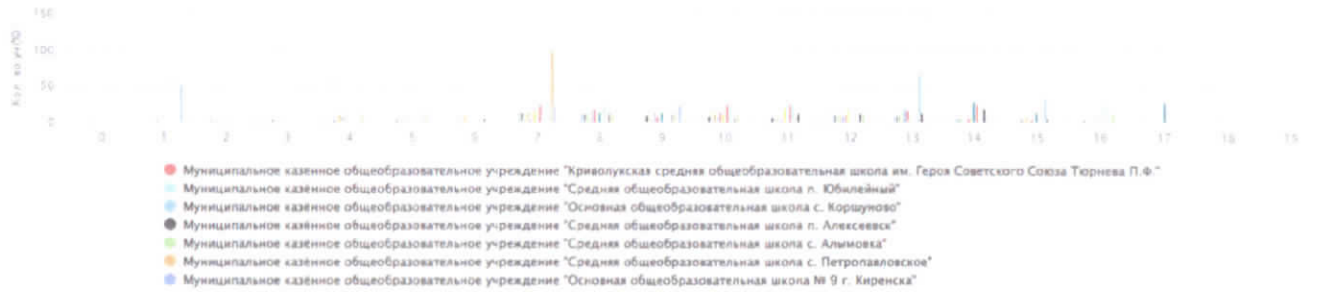 150
Кол-во уч(%)
100
50
0
0 1 2 3 4 5 6 7 8 9 10 11 12 13 14 15 16 17 18 19
Муниципальное казённое общеобразовательное учреждение "Криволукская средняя общеобразовательная школа им. Героя Советского Союза Тюрнева П.Ф."
Муниципальное казённое общеобразовательное учреждение "Средняя общеобразовательная школа п. Юбилейный"
Муниципальное казённое общеобразовательное учреждение "Основная общеобразовательная школа с. Коршуново"
Муниципальное казённое общеобразовательное учреждение "Средняя общеобразовательная школа п. Алексеевск"
Муниципальное казённое общеобразовательное учреждение "Средняя общеобразовательная школа с. Алымовка"
Муниципальное казённое общеобразовательное учреждение "Средняя общеобразовательная школа с. Петропавловское"
Муниципальное казённое общеобразовательное учреждение "Основная общеобразовательная школа № 9 г. Киренска"